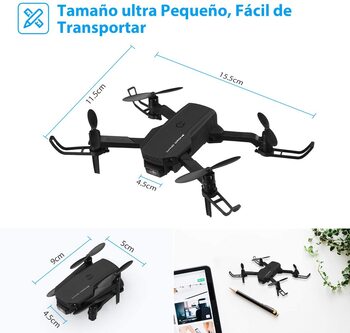 Tamaño ultra Pequeño, Fácil de
Transportar
11.5cm
15.5cm
4.5cm
9cm
5cm
4.5cm